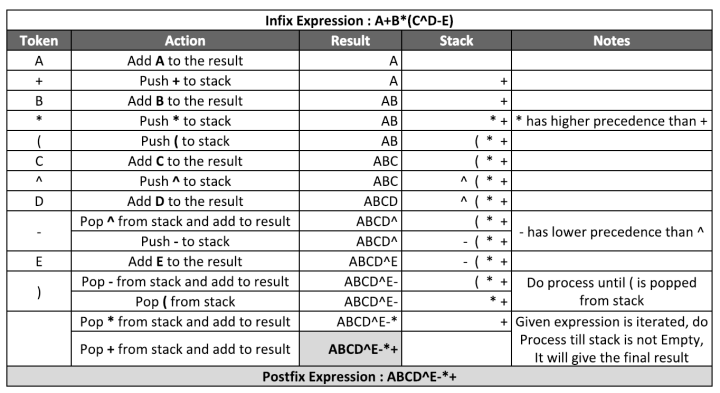 Infix Expression : A+B*(C^D-E)
Token Action Result Stack Notes
A Add A to the result A
+ Push + to stack A +
B Add B to the result AB +
* Push * to stack AB * + * has higher precedence than +
( Push ( to stack AB ( * +
C Add C to the result ABC ( * +
^ Push ^ to stack ABC ^ ( * +
D Add D to the result ABCD ^ ( * +
- Pop ^ from stack and add to result ABCD^ ( * + - has lower precedence than ^
Push - to stack ABCD^ - ( * +
E Add E to the result ABCD^E - ( * +
) Pop - from stack and add to result ABCD^E- ( * + Do process until ( is popped
Pop ( from stack ABCD^E- * + from stack
Pop * from stack and add to result ABCD^E-* + Given expression is iterated, do
Process till stack is not Empty,
Pop + from stack and add to result ABCD^E-*+ It will give the final result
Postfix Expression : ABCD^E-*+